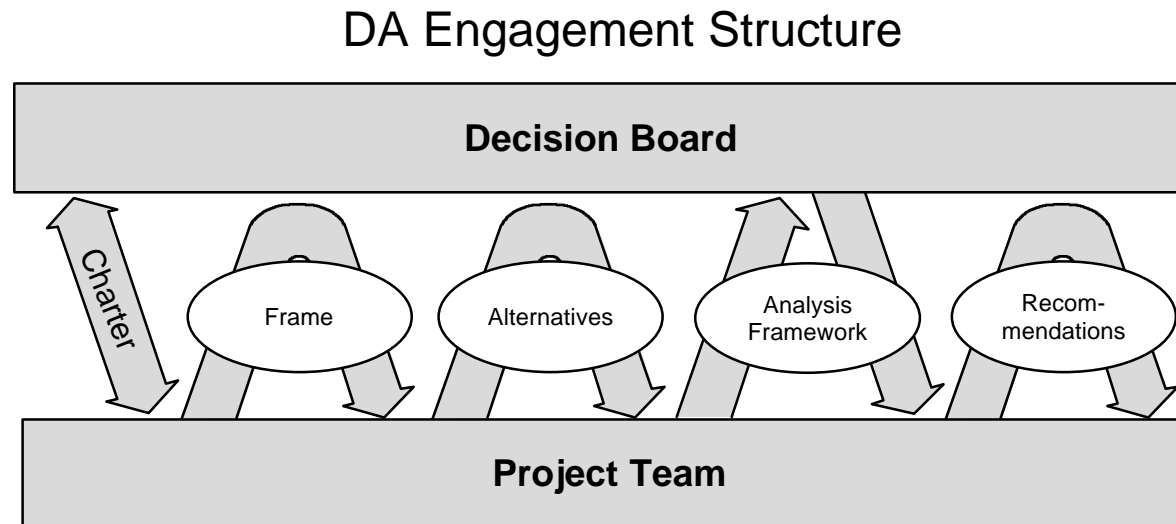 DA Engagement Structure
Decision Board
Charter
Frame
Alternatives
Analysis
Framework
Recom-
mendations
Project Team